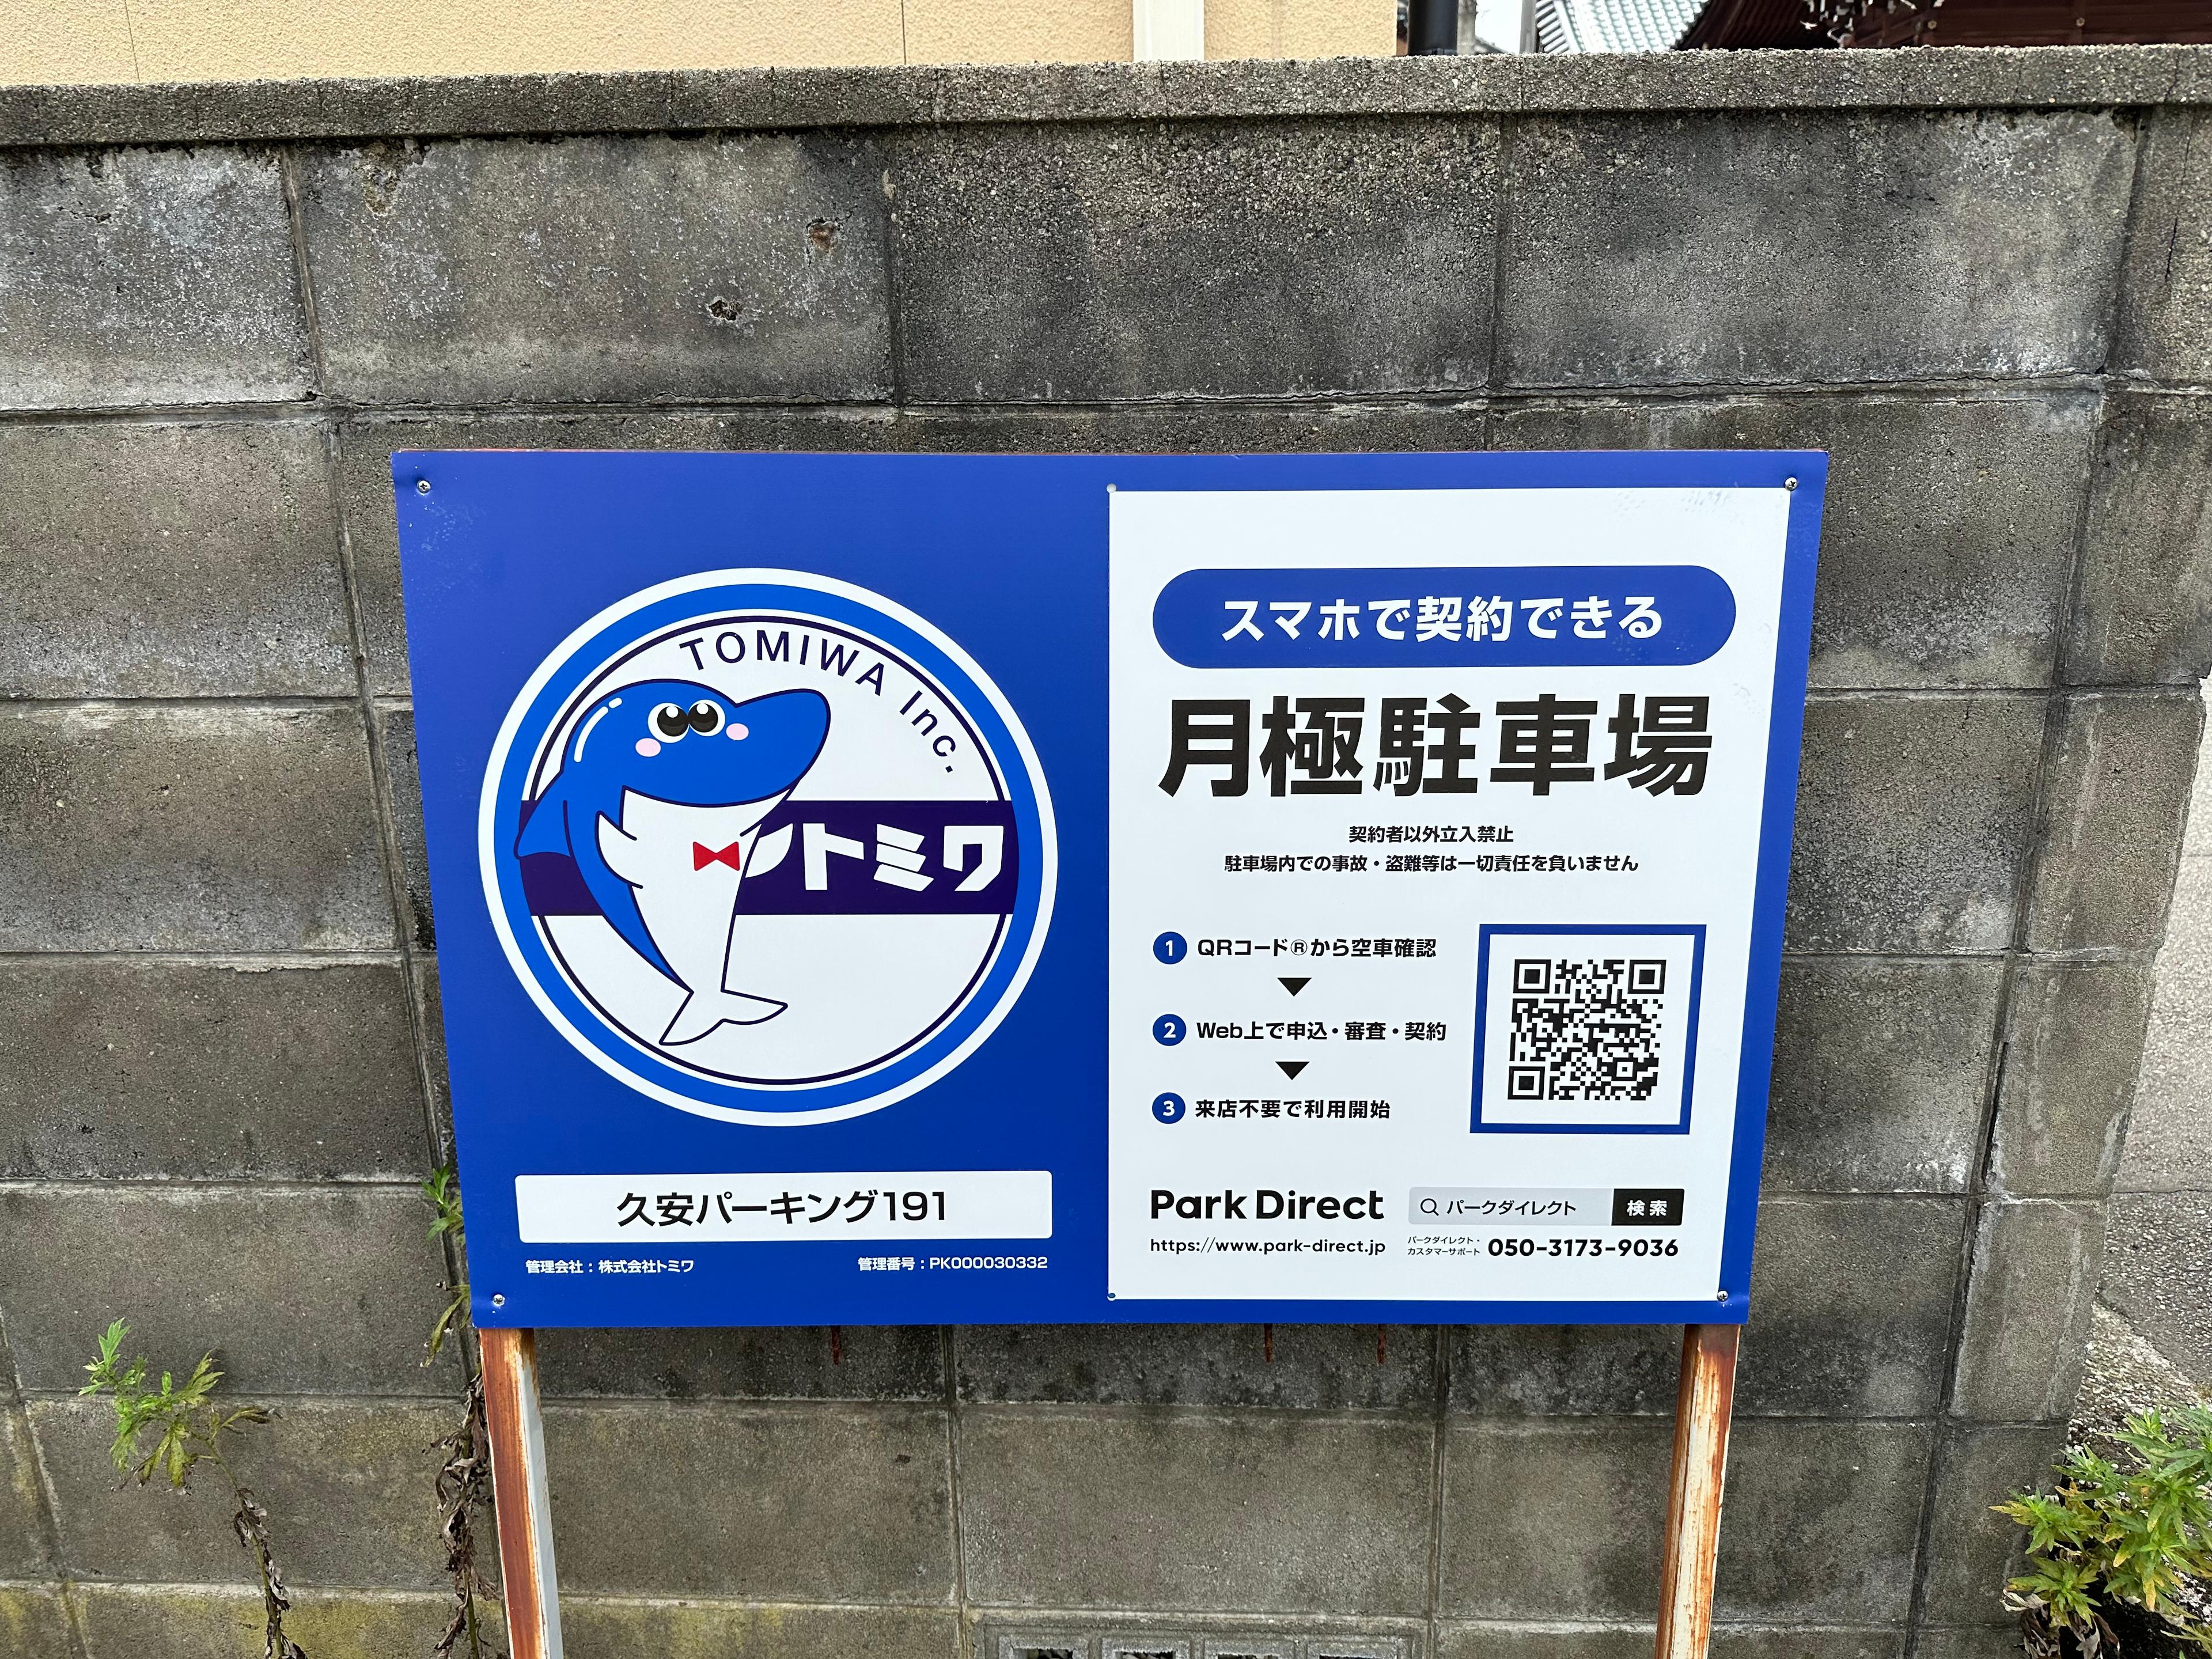 TOMIWA Inc.
トミワ
久安パーキング191
管理会社：株式会社トミワ
管理番号：PK000030332
スマホで契約できる
月極駐車場
契約者以外立入禁止
駐車場内での事故・盗難等は一切責任を負いません
1 QRコード®から空車確認
▼
2 Web上で申込・審査・契約
▼
3 来店不要で利用開始
Park Direct
パークダイレクト 検索
https://www.park-direct.jp
パークダイレクト・
カスタマーサポート
050-3173-9036